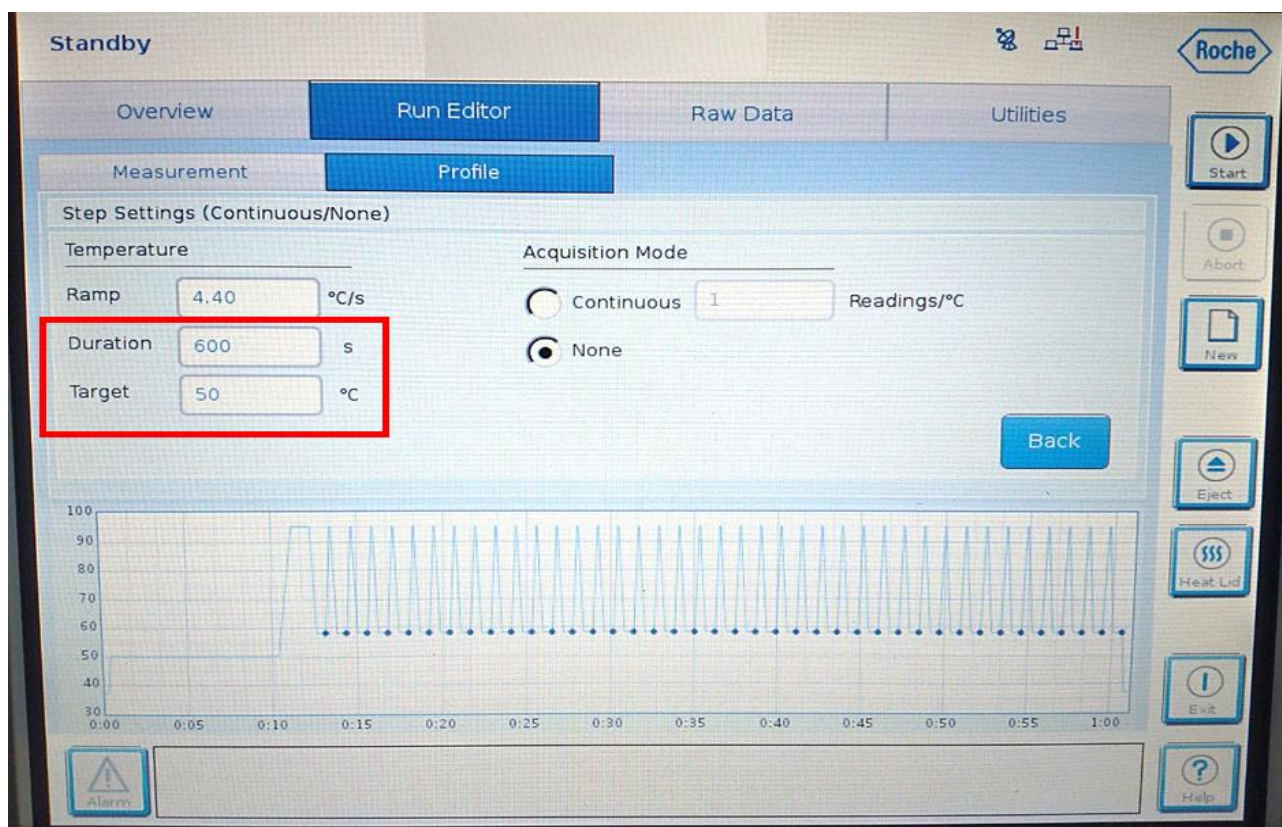 Standby
Roche
Overview Run Editor Raw Data Utilities
Start
Measurement Profile
Step Settings (Continuous/None)
Temperature Acquisition Mode
Abort
Ramp 4.40 °C/s Continuous 1 Readings/°C
Duration 600 s None
New
Target 50 °C
Back
Eject
100
90
80
70
60
50
40
30
Heat Lid
0:00 0:05 0:10 0:15 0:20 0:25 0:30 0:35 0:40 0:45 0:50 0:55 1:00
Exit
Alarm
Help